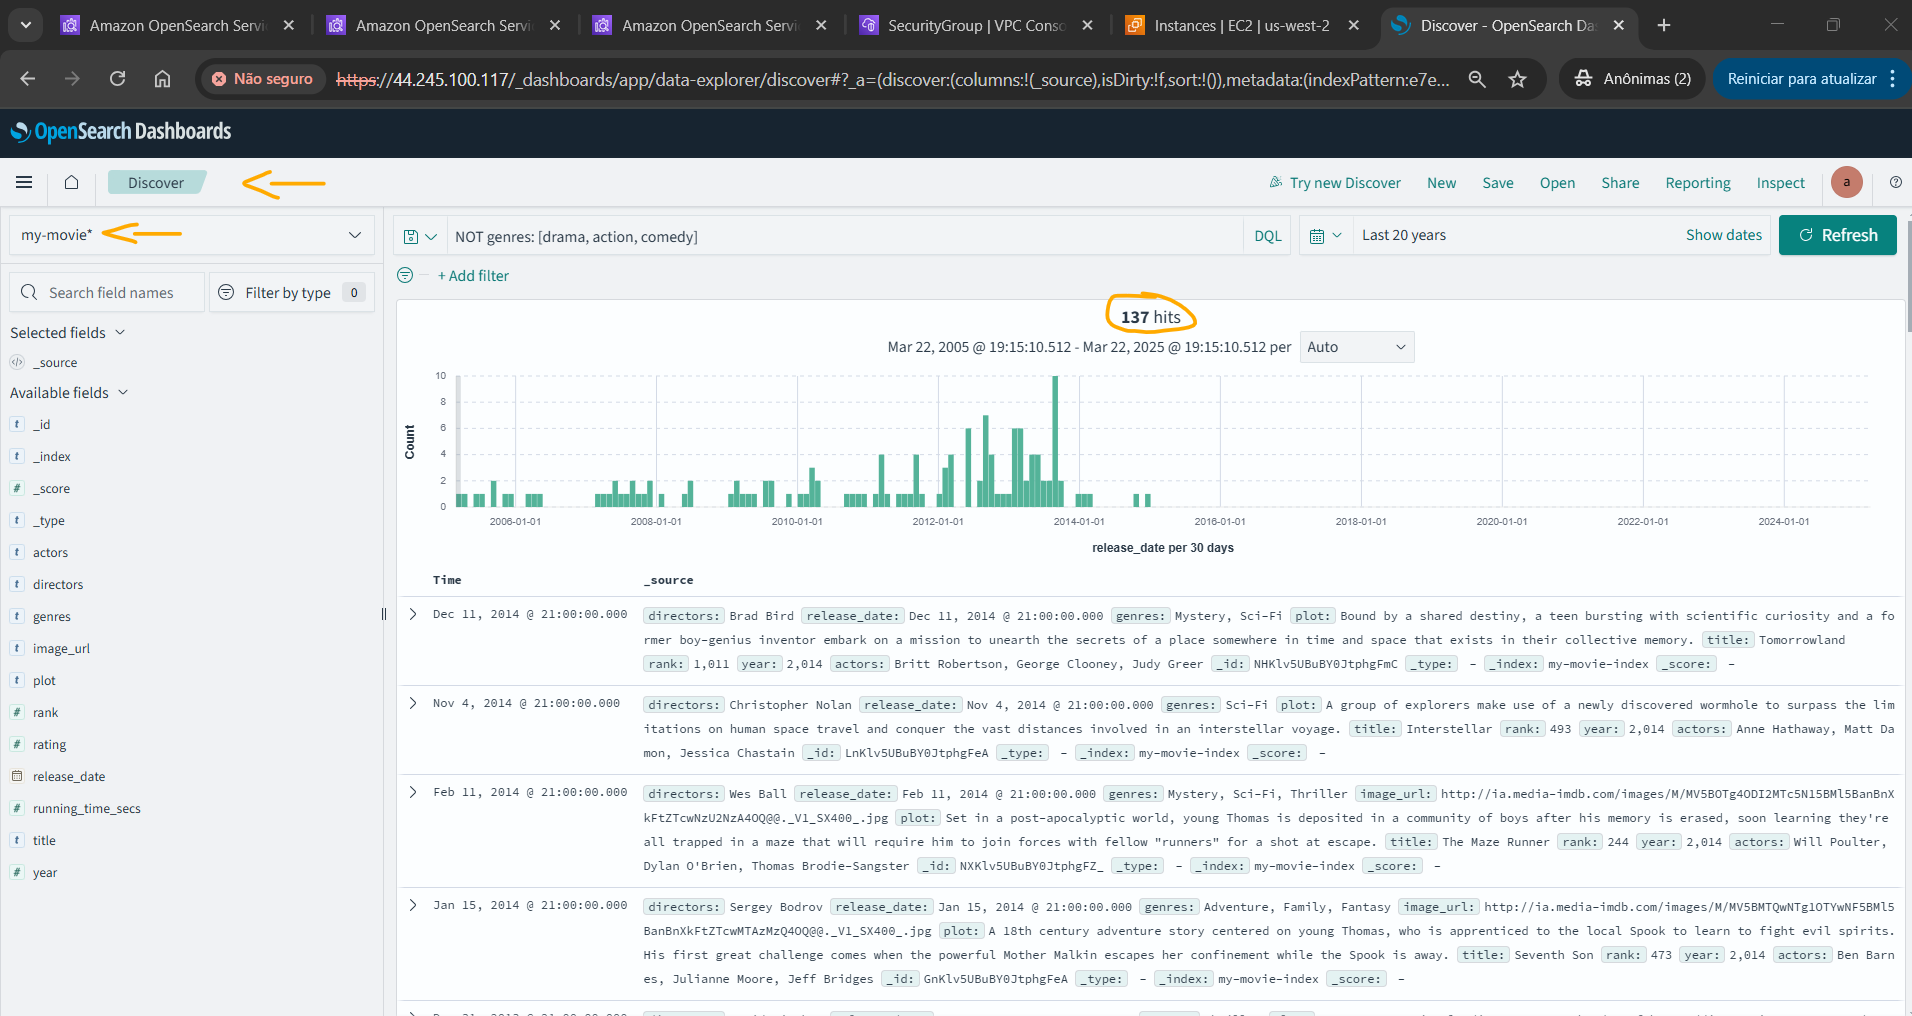 Amazon OpenSearch Servi
Amazon OpenSearch Servi
Amazon OpenSearch Servi
SecurityGroup | VPC Conso
Instances | EC2 | us-west-2
Discover - OpenSearch Da
Não seguro
https://44.245.100.117/_dashboards/app/data-explorer/discover#?_a=(discover:(columns:!(_source),isDirty:!f,sort:!()),metadata:(indexPattern:e7e...
Anônimas (2)
Reiniciar para atualizar
OpenSearch Dashboards
Discover
Try new Discover
New
Save
Open
Share
Reporting
Inspect
a
my-movie*
NOT genres: [drama, action, comedy]
DQL
Last 20 years
Show dates
Refresh
+ Add filter
Search field names
Filter by type 0
Selected fields
_source
Available fields
_id
_index
_score
_type
actors
directors
genres
image_url
plot
rank
rating
release_date
running_time_secs
title
year
137 hits
Mar 22, 2005 @ 19:15:10.512 - Mar 22, 2025 @ 19:15:10.512 per Auto
Count
10
8
6
4
2
0
2006-01-01 2008-01-01 2010-01-01 2012-01-01 2014-01-01 2016-01-01 2018-01-01 2020-01-01 2022-01-01 2024-01-01
release_date per 30 days
Time _source
Dec 11, 2014 @ 21:00:00.000 directors: Brad Bird release_date: Dec 11, 2014 @ 21:00:00.000 genres: Mystery, Sci-Fi plot: Bound by a shared destiny, a teen bursting with scientific curiosity and a fo
rmer boy-genius inventor embark on a mission to unearth the secrets of a place somewhere in time and space that exists in their collective memory. title: Tomorrowland
rank: 1,011 year: 2,014 actors: Britt Robertson, George Clooney, Judy Greer _id: NHKlv5UBuBY0JtphgFmC _type: - _index: my-movie-index _score: -
Nov 4, 2014 @ 21:00:00.000 directors: Christopher Nolan release_date: Nov 4, 2014 @ 21:00:00.000 genres: Sci-Fi plot: A group of explorers make use of a newly discovered wormhole to surpass the lim
itations on human space travel and conquer the vast distances involved in an interstellar voyage. title: Interstellar rank: 493 year: 2,014 actors: Anne Hathaway, Matt Da
mon, Jessica Chastain _id: LnKlv5UBuBY0JtphgFeA _type: - _index: my-movie-index _score: -
Feb 11, 2014 @ 21:00:00.000 directors: Wes Ball release_date: Feb 11, 2014 @ 21:00:00.000 genres: Mystery, Sci-Fi, Thriller image_url: http://ia.media-imdb.com/images/M/MV5BOTg4ODI2MTc5N15BMl5BanBnX
kFtZTcwNzU2NzA4OQ@@._V1_SX400_.jpg plot: Set in a post-apocalyptic world, young Thomas is deposited in a community of boys after his memory is erased, soon learning they're
all trapped in a maze that will require him to join forces with fellow "runners" for a shot at escape. title: The Maze Runner rank: 244 year: 2,014 actors: Will Poulter,
Dylan O'Brien, Thomas Brodie-Sangster _id: NXKlv5UBuBY0JtphgFZ_ _type: - _index: my-movie-index _score: -
Jan 15, 2014 @ 21:00:00.000 directors: Sergey Bodrov release_date: Jan 15, 2014 @ 21:00:00.000 genres: Adventure, Family, Fantasy image_url: http://ia.media-imdb.com/images/M/MV5BMTQwNTg1OTYwNF5BMl5
BanBnXkFtZTcwMTAzMzQ4OQ@@._V1_SX400_.jpg plot: A 18th century adventure story centered on young Thomas, who is apprenticed to the local Spook to learn to fight evil spirits.
His first great challenge comes when the powerful Mother Malkin escapes her confinement while the Spook is away. title: Seventh Son rank: 473 year: 2,014 actors: Ben Barn
es, Julianne Moore, Jeff Bridges _id: GnKlv5UBuBY0JtphgFeA _type: - _index: my-movie-index _score: -